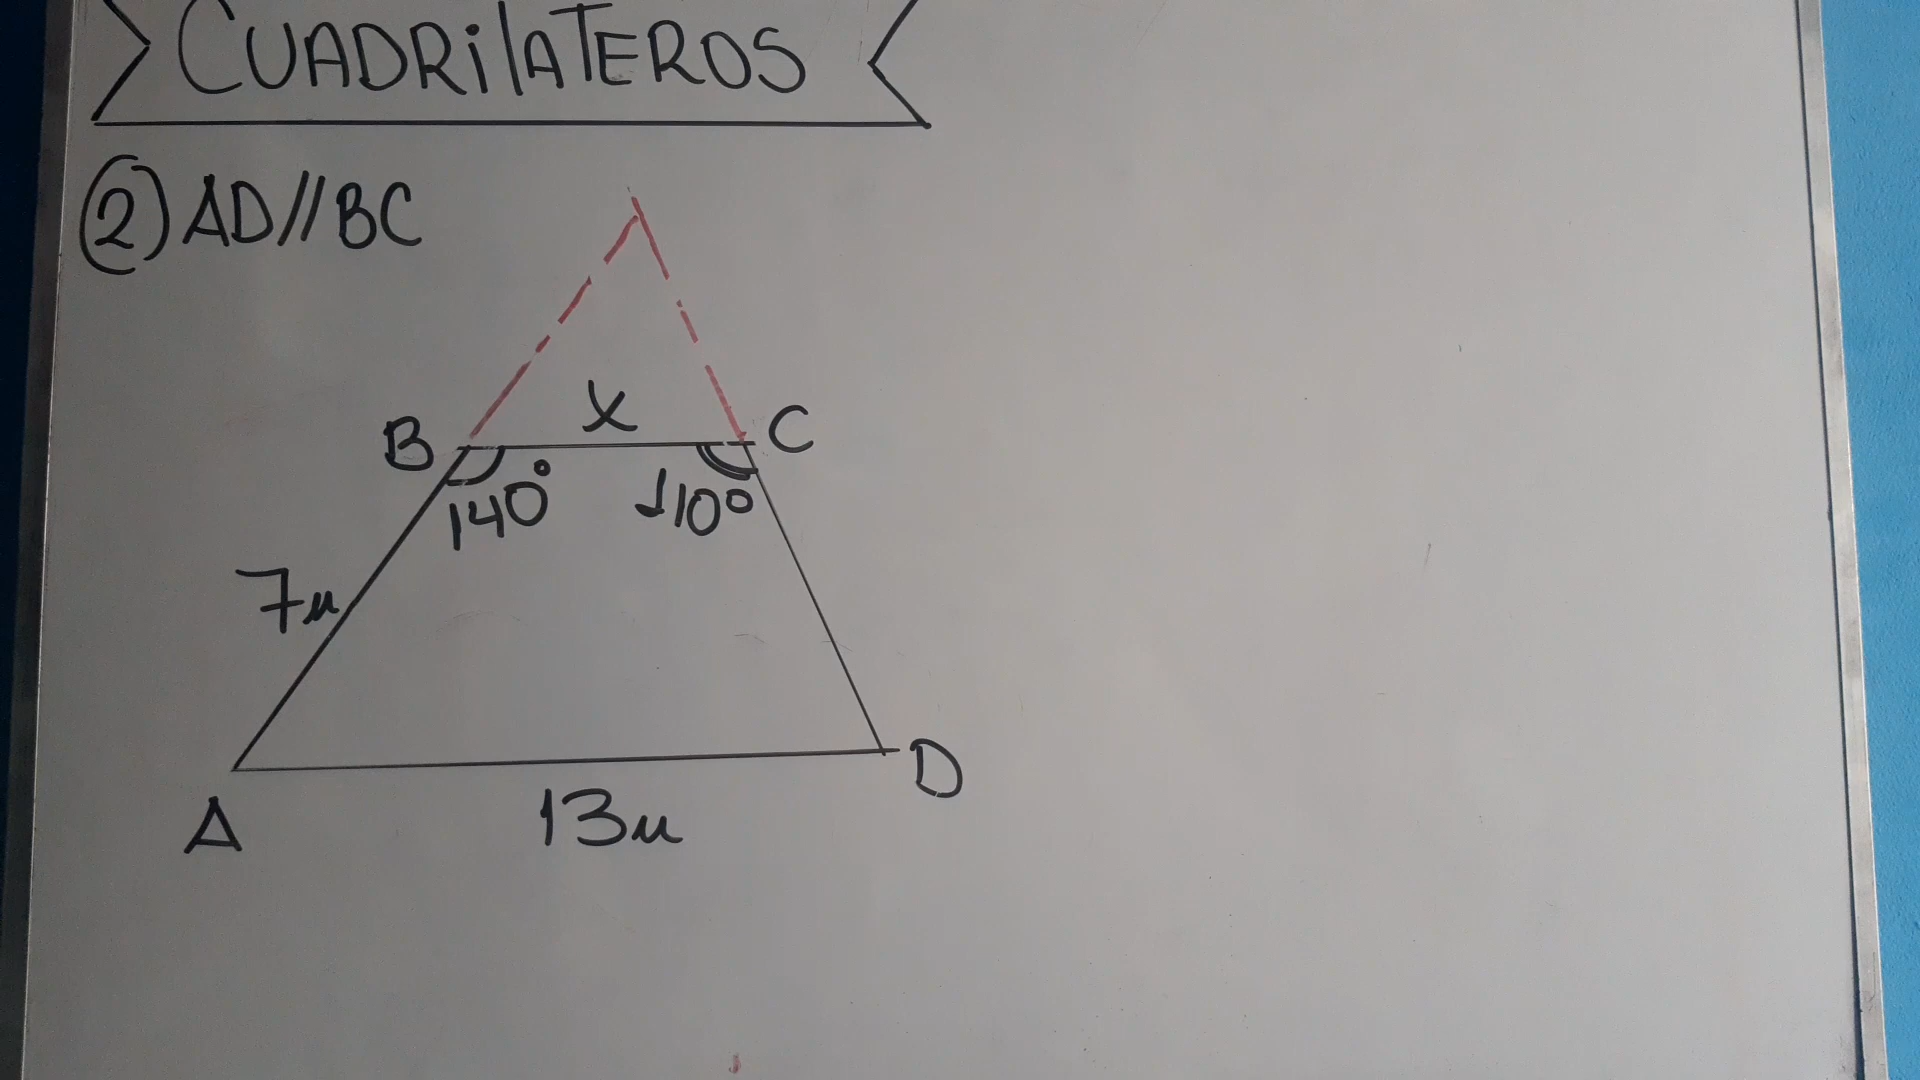 CUADRILATEROS
2) AD//BC
X
B C
140° 110°
7u
A D
13u